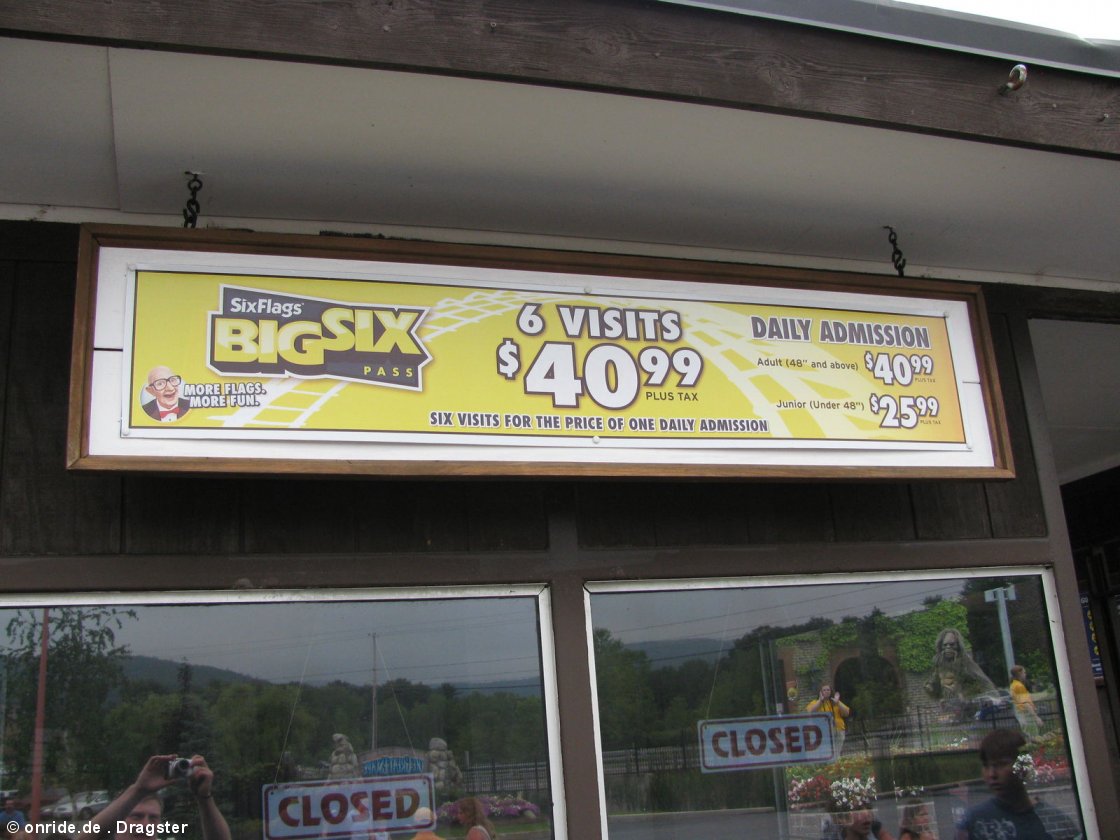 SixFlags
BIG SIX
PASS
MORE FLAGS.
MORE FUN.
6 VISITS
$40.99
PLUS TAX
SIX VISITS FOR THE PRICE OF ONE DAILY ADMISSION
DAILY ADMISSION
Adult (48" and above) $40.99
PLUS TAX
Junior (Under 48") $25.99
PLUS TAX
CLOSED
CLOSED
© onride.de . Dragster